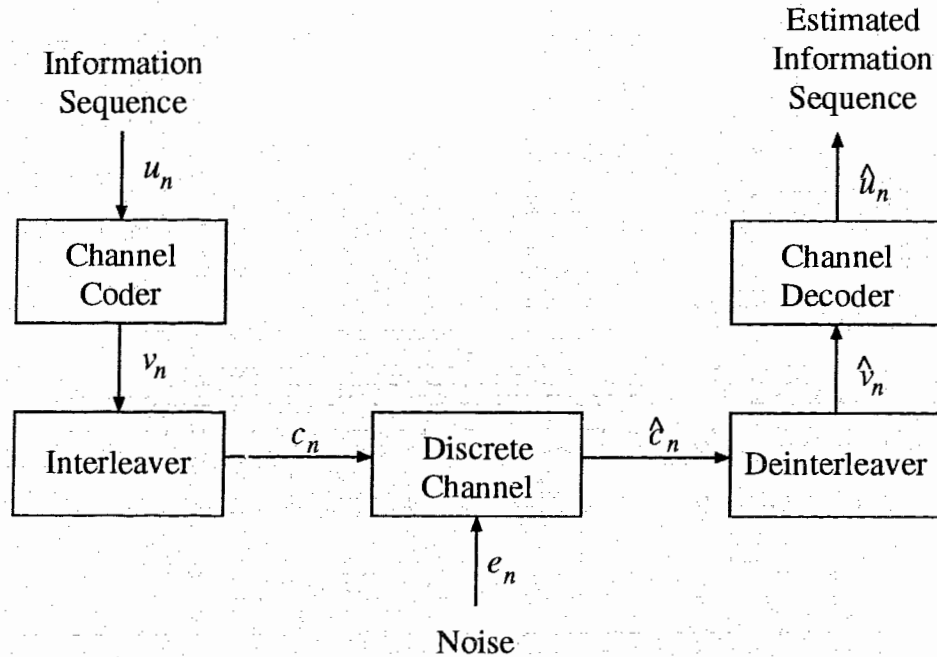 Information
Sequence
u_n
Channel
Coder
v_n
Interleaver
c_n
Discrete
Channel
e_n
Noise
ĉ_n
Deinterleaver
v̂_n
Channel
Decoder
û_n
Estimated
Information
Sequence